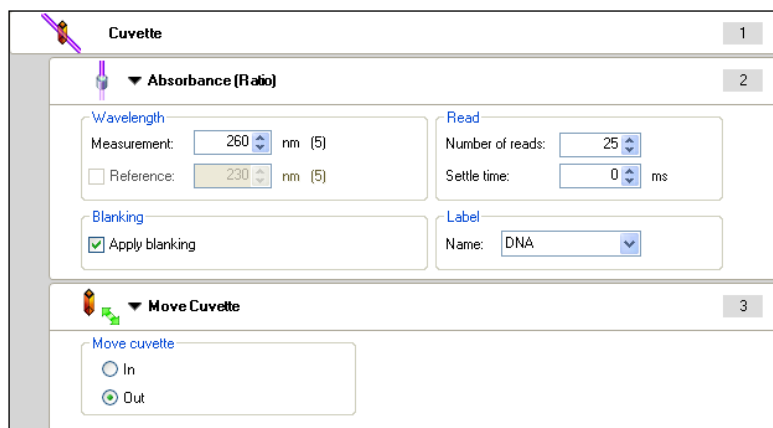 Cuvette 1
Absorbance (Ratio) 2
Wavelength Read
Measurement: 260 nm (5) Number of reads: 25
Reference: 230 nm (5) Settle time: 0 ms
Blanking Label
Apply blanking Name: DNA
Move Cuvette 3
Move cuvette
In
Out